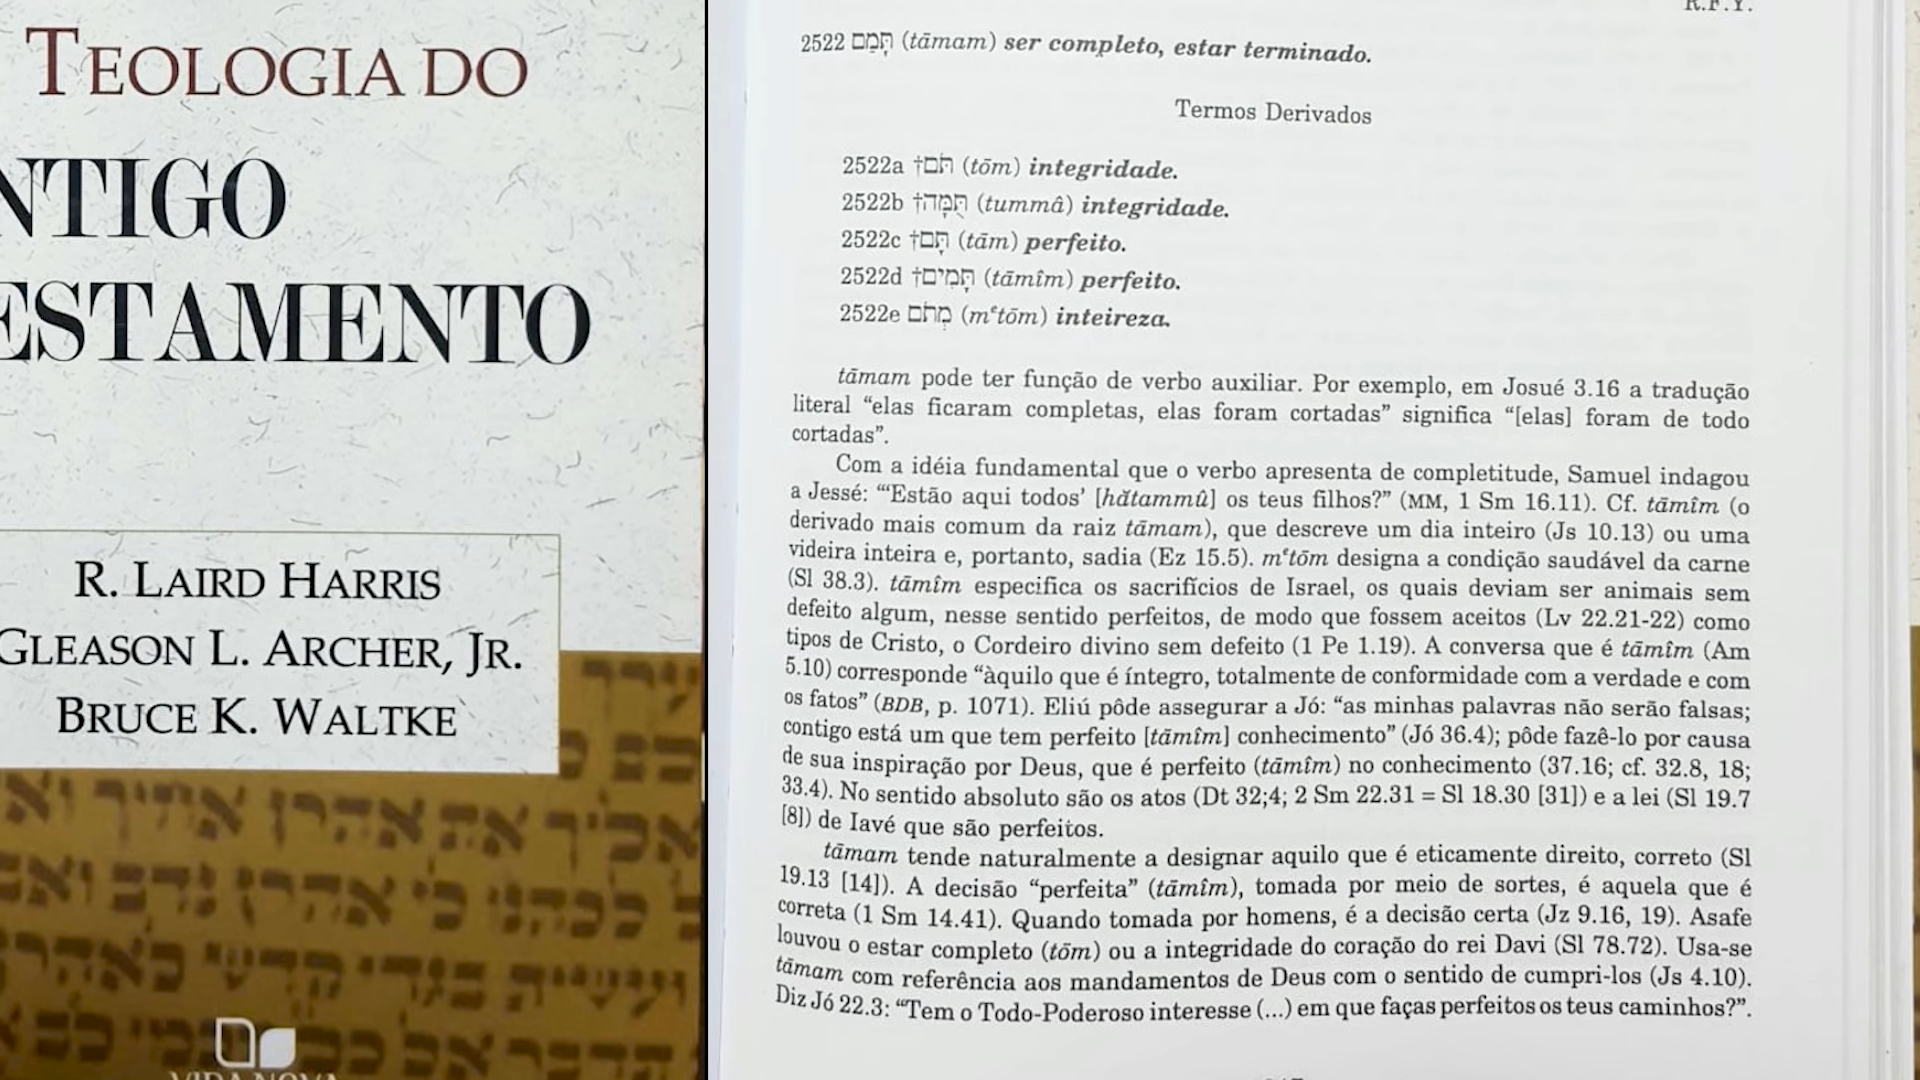 TEOLOGIA DO
NTIGO
ESTAMENTO
R. LAIRD HARRIS
GLEASON L. ARCHER, JR.
BRUCE K. WALTKE
R.F.Y.
2522 תָּמַם (tāmam) ser completo, estar terminado.
Termos Derivados
2522a †תֹּם (tōm) integridade.
2522b †תֻּמָּה (tummâ) integridade.
2522c †תָּם (tām) perfeito.
2522d †תָּמִים (tāmîm) perfeito.
2522e מְתֹם (mᵉtōm) inteireza.
tāmam pode ter função de verbo auxiliar. Por exemplo, em Josué 3.16 a tradução
literal “elas ficaram completas, elas foram cortadas” significa “[elas] foram de todo
cortadas”.
Com a idéia fundamental que o verbo apresenta de completitude, Samuel indagou
a Jessé: “‘Estão aqui todos’ [hătammû] os teus filhos?” (MM, 1 Sm 16.11). Cf. tāmîm (o
derivado mais comum da raiz tāmam), que descreve um dia inteiro (Js 10.13) ou uma
videira inteira e, portanto, sadia (Ez 15.5). mᵉtōm designa a condição saudável da carne
(Sl 38.3). tāmîm especifica os sacrifícios de Israel, os quais deviam ser animais sem
defeito algum, nesse sentido perfeitos, de modo que fossem aceitos (Lv 22.21-22) como
tipos de Cristo, o Cordeiro divino sem defeito (1 Pe 1.19). A conversa que é tāmîm (Am
5.10) corresponde “àquilo que é íntegro, totalmente de conformidade com a verdade e com
os fatos” (BDB, p. 1071). Eliú pôde assegurar a Jó: “as minhas palavras não serão falsas;
contigo está um que tem perfeito [tāmîm] conhecimento” (Jó 36.4); pôde fazê-lo por causa
de sua inspiração por Deus, que é perfeito (tāmîm) no conhecimento (37.16; cf. 32.8, 18;
33.4). No sentido absoluto são os atos (Dt 32;4; 2 Sm 22.31 = Sl 18.30 [31]) e a lei (Sl 19.7
[8]) de Iavé que são perfeitos.
tāmam tende naturalmente a designar aquilo que é eticamente direito, correto (Sl
19.13 [14]). A decisão “perfeita” (tāmîm), tomada por meio de sortes, é aquela que é
correta (1 Sm 14.41). Quando tomada por homens, é a decisão certa (Jz 9.16, 19). Asafe
louvou o estar completo (tōm) ou a integridade do coração do rei Davi (Sl 78.72). Usa-se
tāmam com referência aos mandamentos de Deus com o sentido de cumpri-los (Js 4.10).
Diz Jó 22.3: “Tem o Todo-Poderoso interesse (...) em que faças perfeitos os teus caminhos?”.